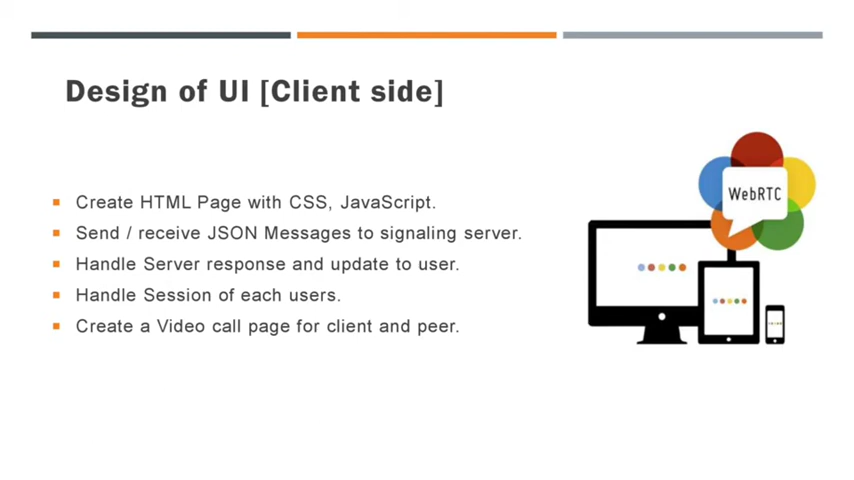 Design of UI [Client side]
Create HTML Page with CSS, JavaScript.
Send / receive JSON Messages to signaling server.
Handle Server response and update to user.
Handle Session of each users.
Create a Video call page for client and peer.
WebRTC